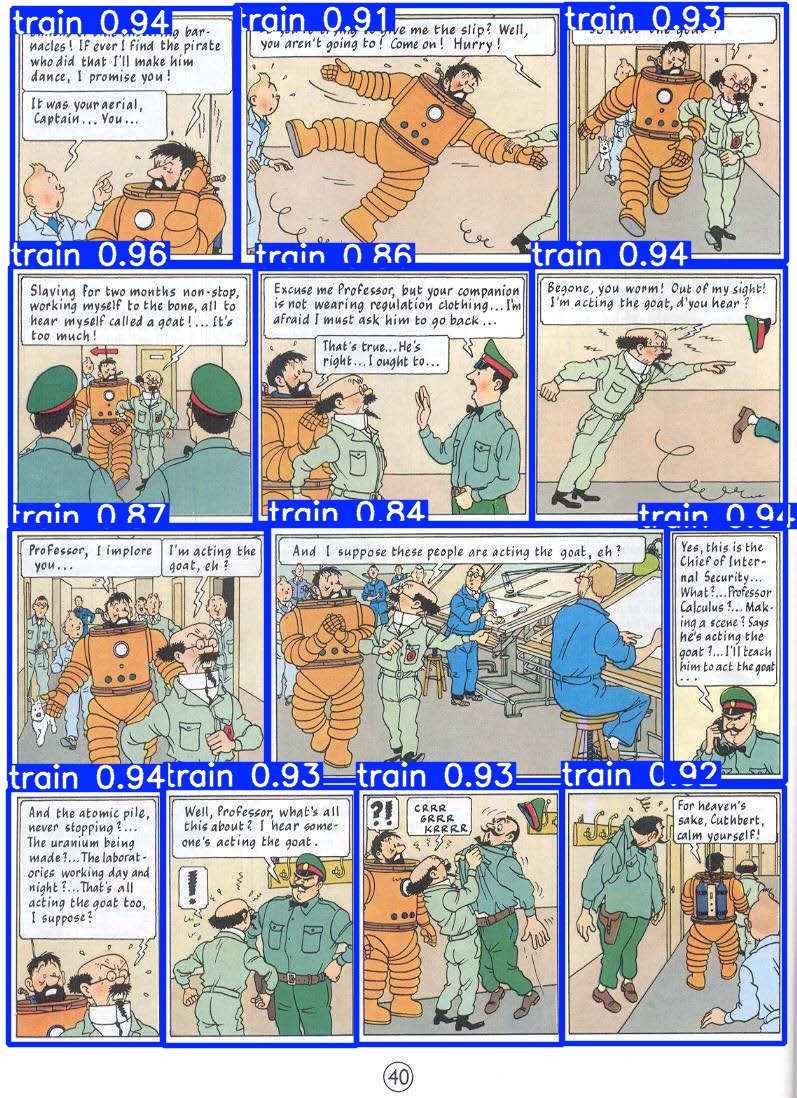 train 0.94
nacles! If ever I find the pirate
who did that I'll make him
dance, I promise you!
It was your aerial,
Captain... You...
train 0.91
give me the slip? Well,
you aren't going to! Come on! Hurry!
train 0.93
train 0.96
Slaving for two months non-stop,
working myself to the bone, all to
hear myself called a goat!... It's
too much!
train 0.86
Excuse me Professor, but your companion
is not wearing regulation clothing... I'm
afraid I must ask him to go back...
That's true... He's
right... I ought to...
train 0.94
Begone, you worm! Out of my sight!
I'm acting the goat, d'you hear?
train 0.87
Professor, I implore
you...
I'm acting the
goat, eh?
train 0.84
And I suppose these people are acting the goat, eh?
train 0.94
Yes, this is the
Chief of Inter-
nal Security...
What?...Professor
Calculus?... Mak-
ing a scene? Says
he's acting the
goat?... I'll teach
him to act the goat
...
train 0.94
And the atomic pile,
never stopping?...
The uranium being
made?... The laborat-
ories working day and
night?... That's all
acting the goat too,
I suppose?
train 0.93
Well, Professor, what's all
this about? I hear some-
one's acting the goat.
!
train 0.93
?!
CRRR
GRRR
KRRRR
train 0.92
For heaven's
sake, Cuthbert,
calm yourself!
40